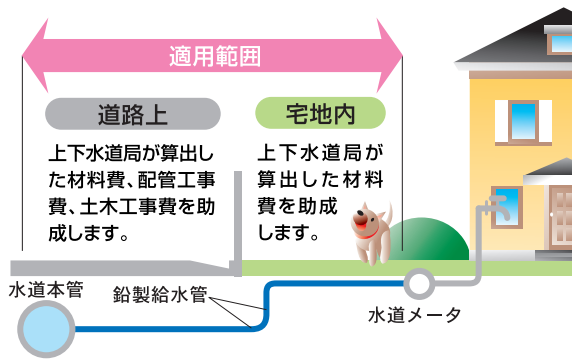 適用範囲
道路上
上下水道局が算出し
た材料費、配管工事
費、土木工事費を助
成します。
宅地内
上下水道局が
算出した材料
費を助成
します。
水道本管
鉛製給水管
水道メータ